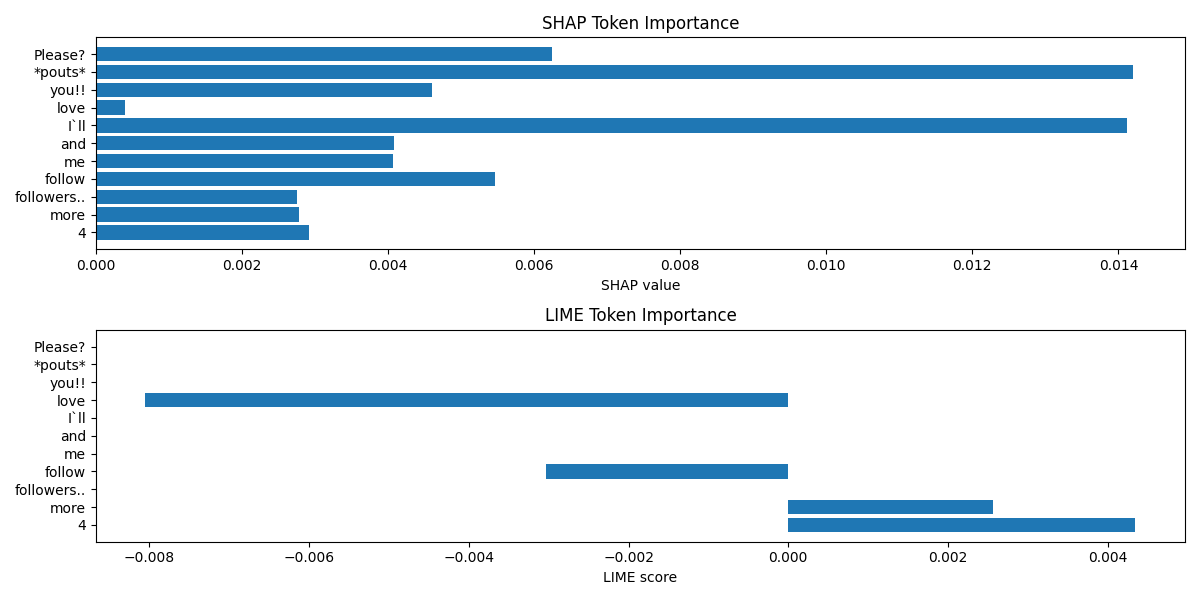 SHAP Token Importance
Please?
*pouts*
you!!
love
I`ll
and
me
follow
followers..
more
4
0.000 0.002 0.004 0.006 0.008 0.010 0.012 0.014
SHAP value
LIME Token Importance
Please?
*pouts*
you!!
love
I`ll
and
me
follow
followers..
more
4
−0.008 −0.006 −0.004 −0.002 0.000 0.002 0.004
LIME score